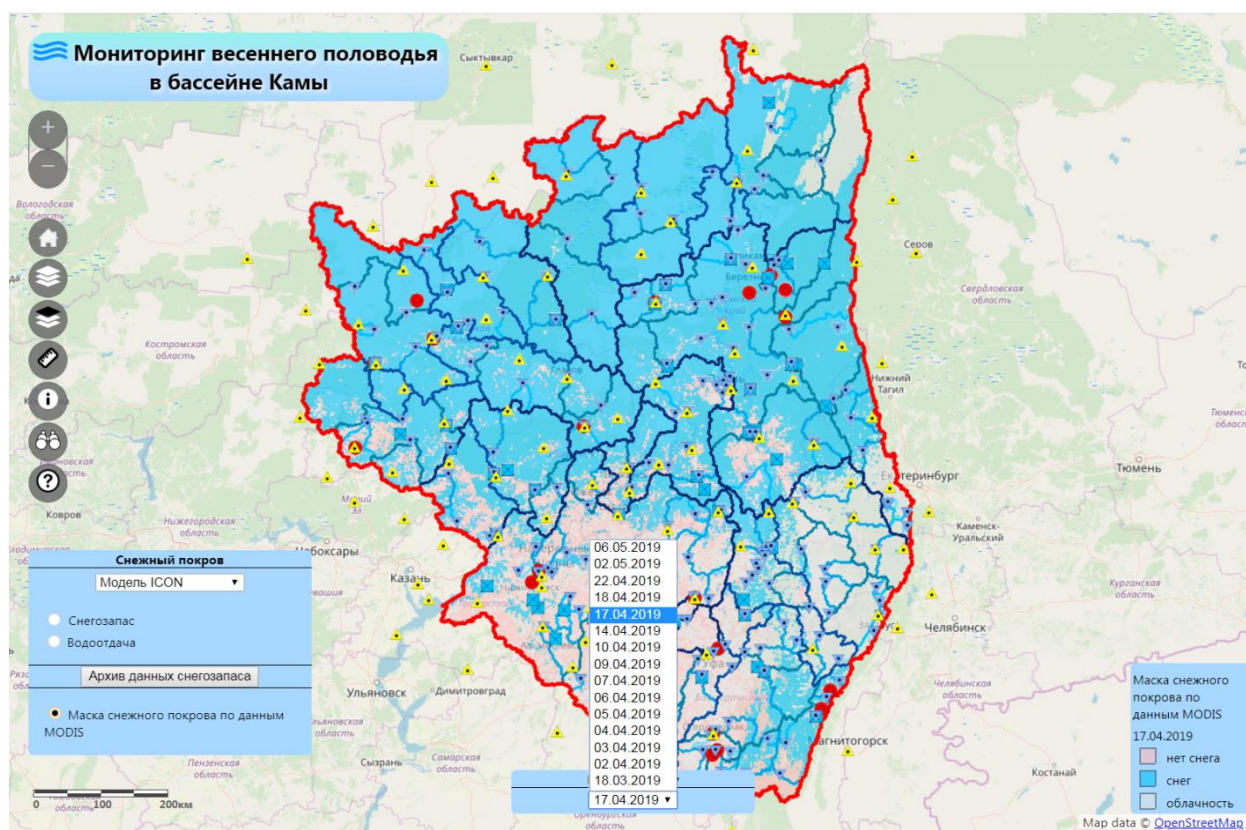 Мониторинг весеннего половодья
в бассейне Камы
Сыктывкар
Вологодская
область
Серов
Свердловская
область
Костромская
область
Нижний
Тагил
Тюмень
Екатеринбург
Ковров
Нижегородская
область
Каменск-
Уральский
Казань
Курганская
область
Челябинск
Уфа
Ульяновск
Димитровград
Челябинская
область
Магнитогорск
Сызрань
Самарская
область
Пензенская
область
Костанай
Оренбургская
область
Снежный покров
Модель ICON
Снегозапас
Водоотдача
Архив данных снегозапаса
Маска снежного покрова по данным
MODIS
06.05.2019
02.05.2019
22.04.2019
18.04.2019
17.04.2019
14.04.2019
10.04.2019
09.04.2019
07.04.2019
06.04.2019
05.04.2019
04.04.2019
03.04.2019
02.04.2019
18.03.2019
17.04.2019
Маска снежного
покрова по
данным MODIS
17.04.2019
нет снега
снег
облачность
0 100 200км
Map data © OpenStreetMap